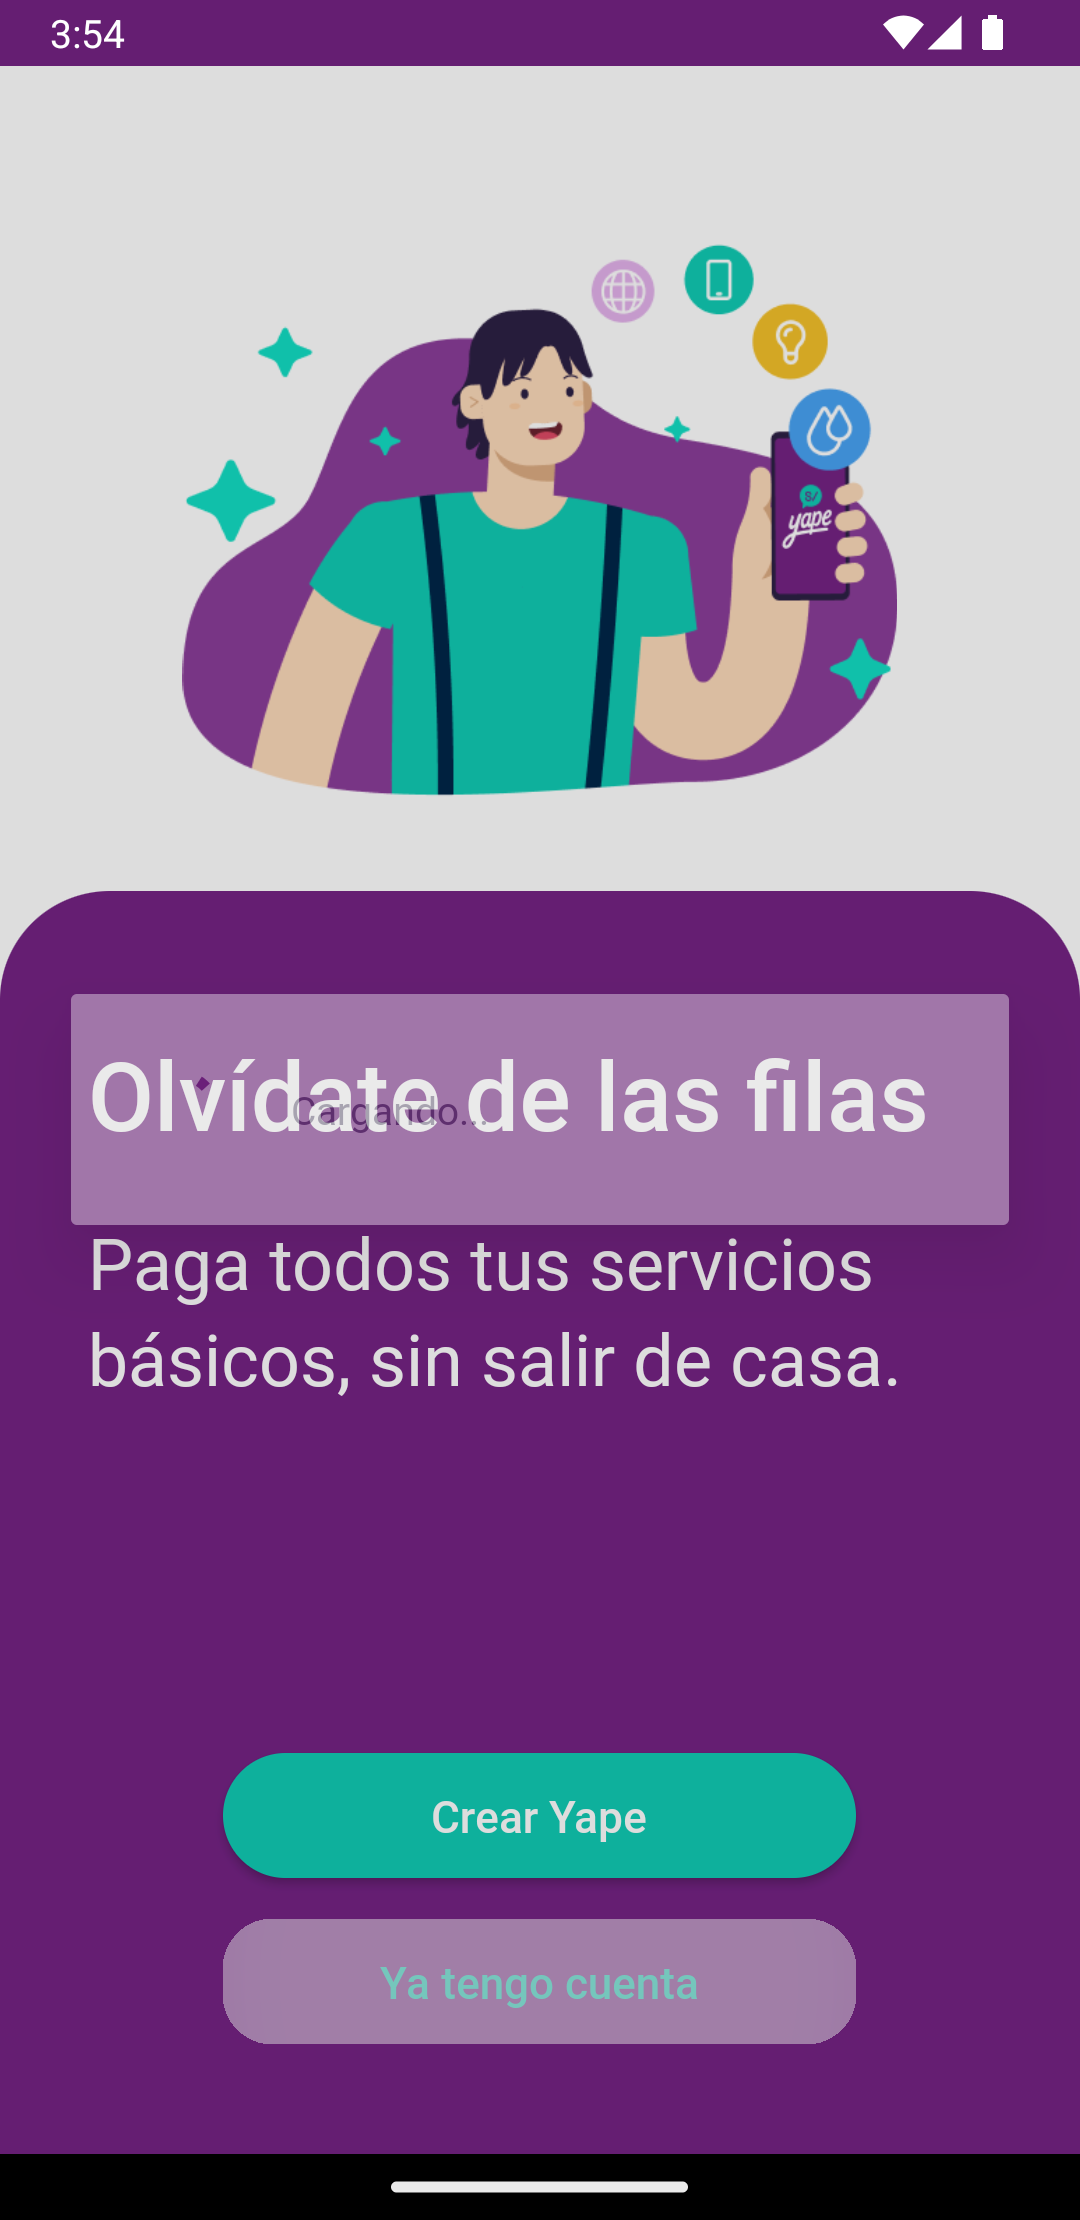 3:54
S/
yape
Olvídate de las filas
Cargando...
Paga todos tus servicios
básicos, sin salir de casa.
Crear Yape
Ya tengo cuenta